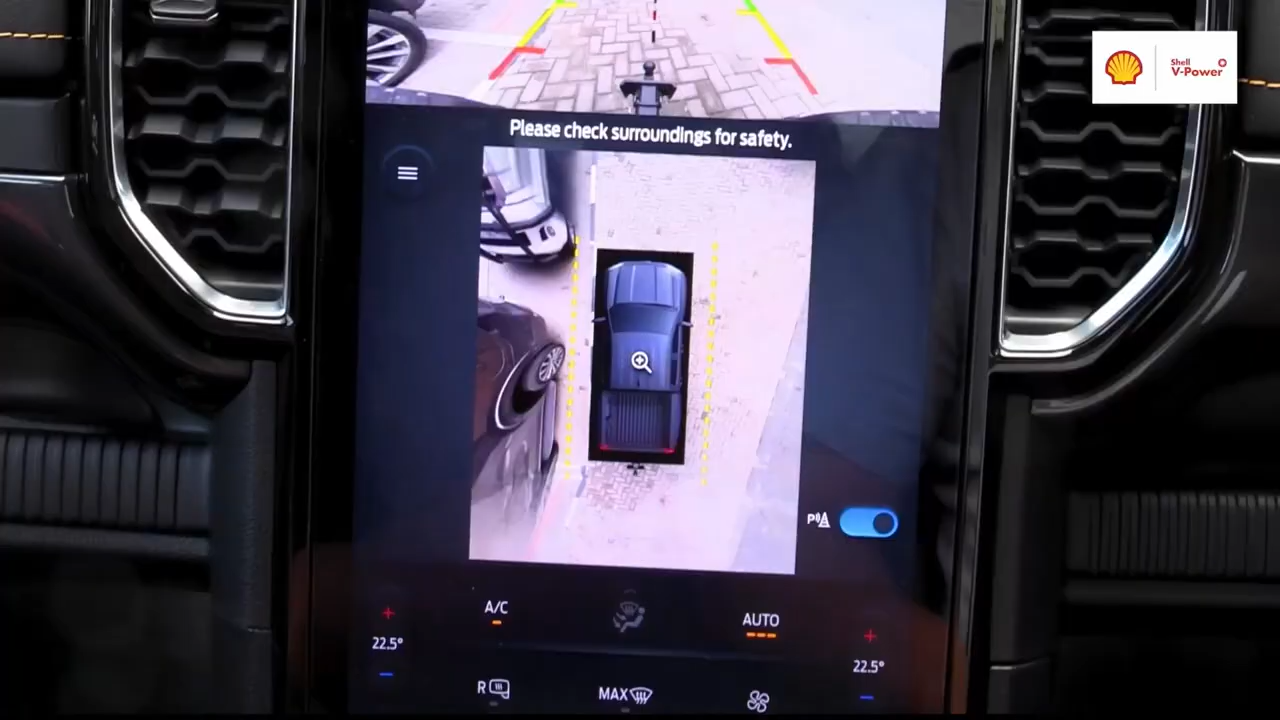 Shell
V-Power
Please check surroundings for safety.
P
A/C
AUTO
22.5°
22.5°
R
MAX